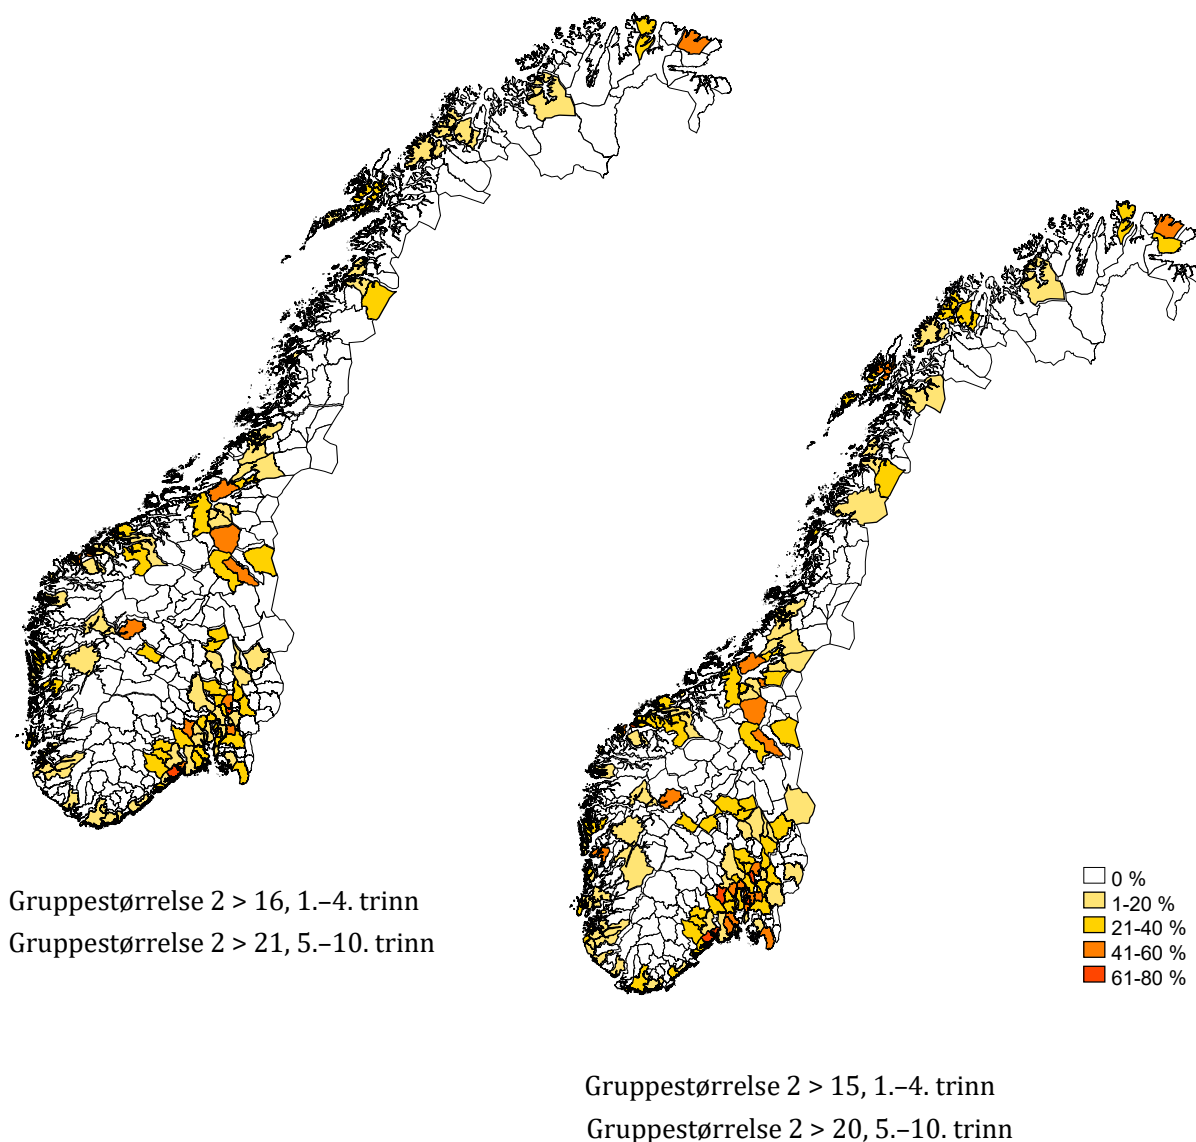 Gruppestørrelse 2 > 16, 1.–4. trinn
Gruppestørrelse 2 > 21, 5.–10. trinn
0 %
1-20 %
21-40 %
41-60 %
61-80 %
Gruppestørrelse 2 > 15, 1.–4. trinn
Gruppestørrelse 2 > 20, 5.–10. trinn